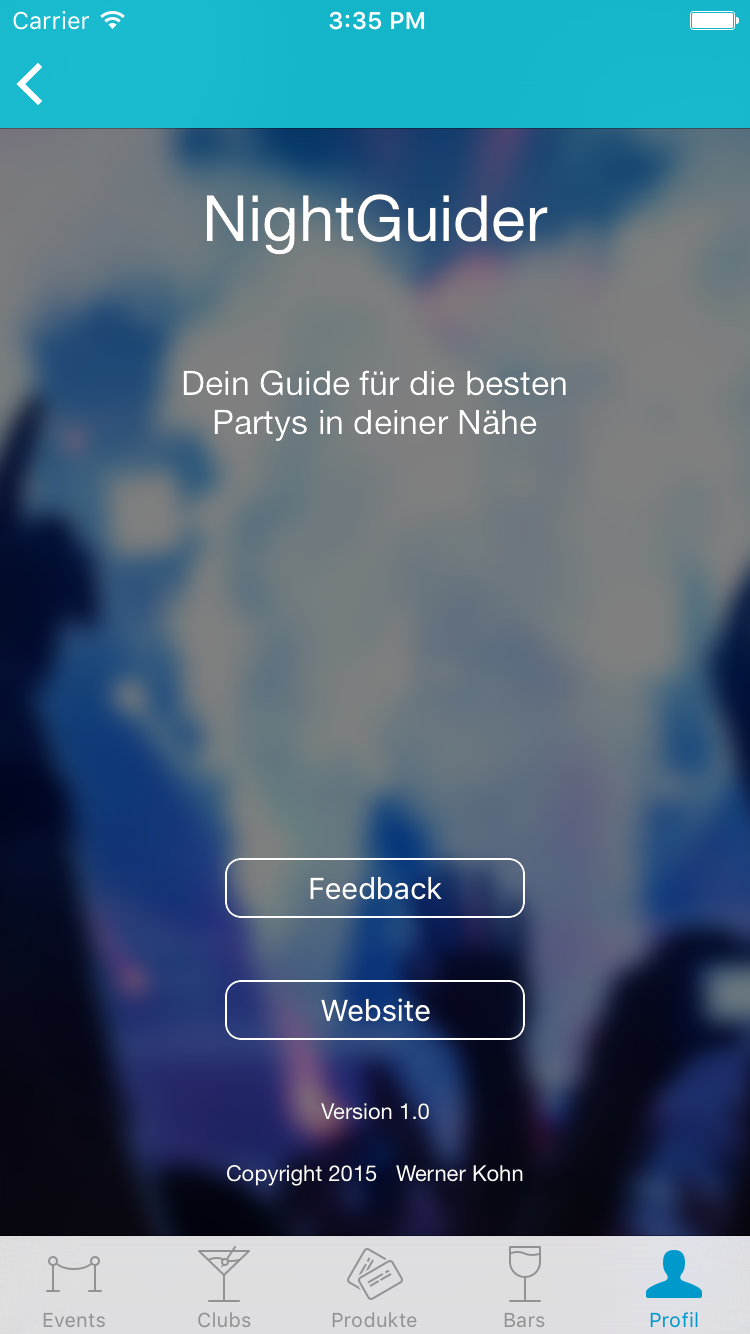 Carrier 3:35 PM
NightGuider
Dein Guide für die besten
Partys in deiner Nähe
Feedback
Website
Version 1.0
Copyright 2015 Werner Kohn
Events Clubs Produkte Bars Profil